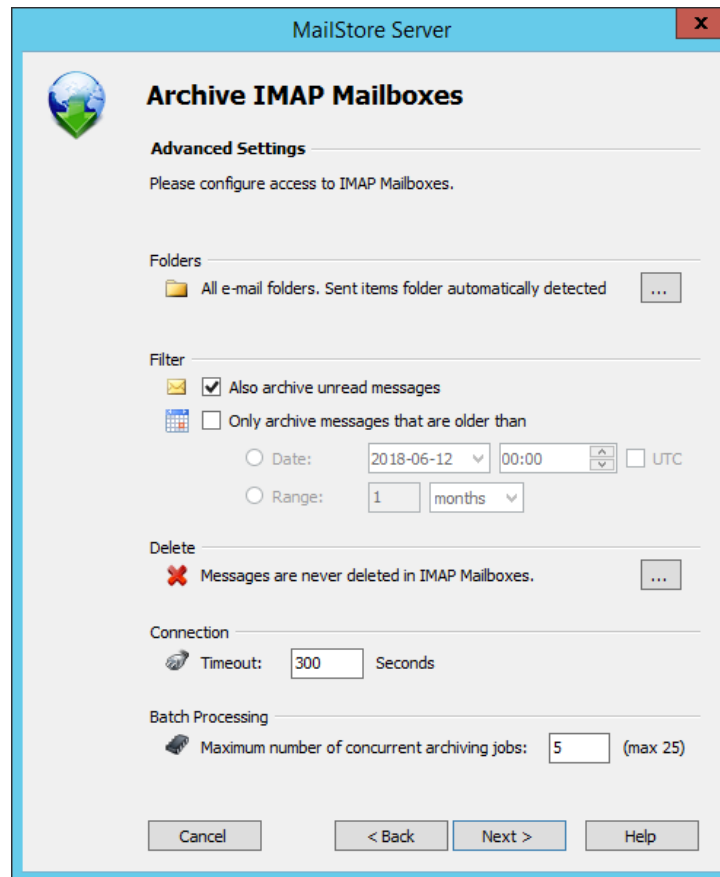 MailStore Server
x
Archive IMAP Mailboxes
Advanced Settings
Please configure access to IMAP Mailboxes.
Folders
All e-mail folders. Sent items folder automatically detected ...
Filter
Also archive unread messages
Only archive messages that are older than
Date: 2018-06-12 00:00 UTC
Range: 1 months
Delete
Messages are never deleted in IMAP Mailboxes. ...
Connection
Timeout: 300 Seconds
Batch Processing
Maximum number of concurrent archiving jobs: 5 (max 25)
Cancel < Back Next > Help